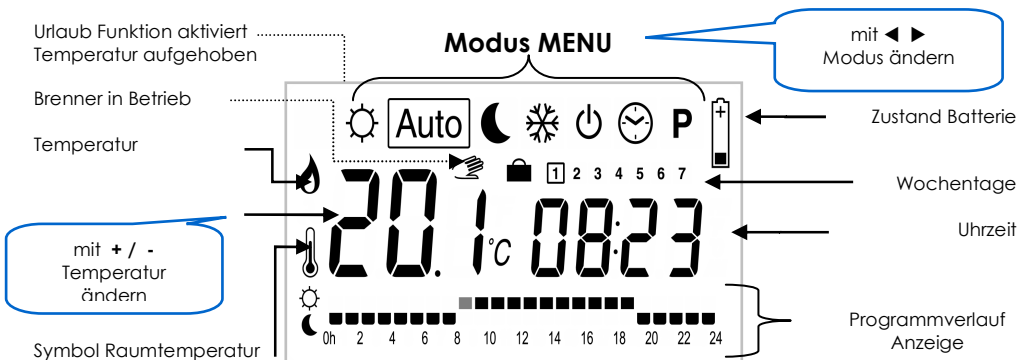 Urlaub Funktion aktiviert
Temperatur aufgehoben
Modus MENU
mit ◄ ►
Modus ändern
Brenner in Betrieb
Auto
P
Zustand Batterie
Temperatur
1 2 3 4 5 6 7
Wochentage
20.1 °C 08:23
Uhrzeit
mit + / -
Temperatur
ändern
0h 2 4 6 8 10 12 14 16 18 20 22 24
Programmverlauf
Anzeige
Symbol Raumtemperatur